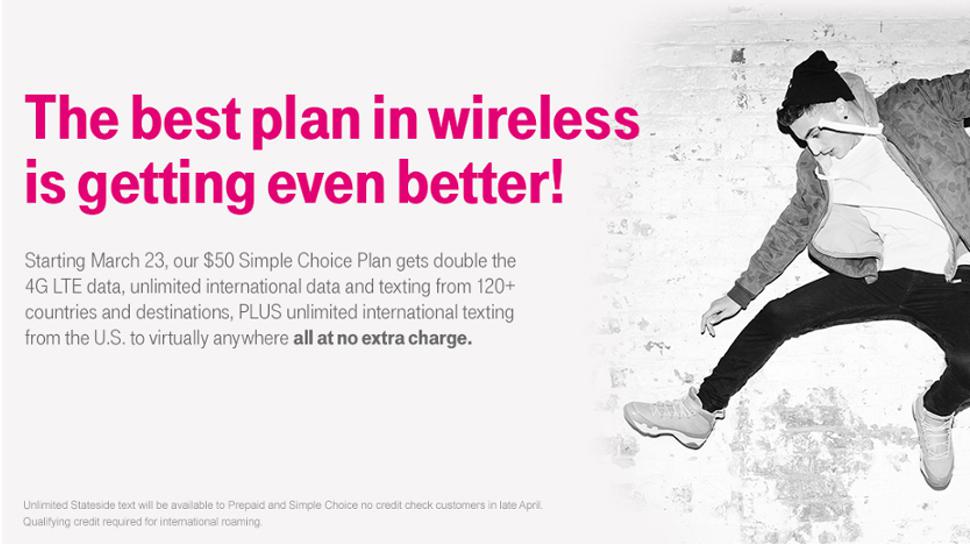 The best plan in wireless
is getting even better!
Starting March 23, our $50 Simple Choice Plan gets double the
4G LTE data, unlimited international data and texting from 120+
countries and destinations, PLUS unlimited international texting
from the U.S. to virtually anywhere all at no extra charge.
Unlimited Stateside text will be available to Prepaid and Simple Choice no credit check customers in late April.
Qualifying credit required for international roaming.